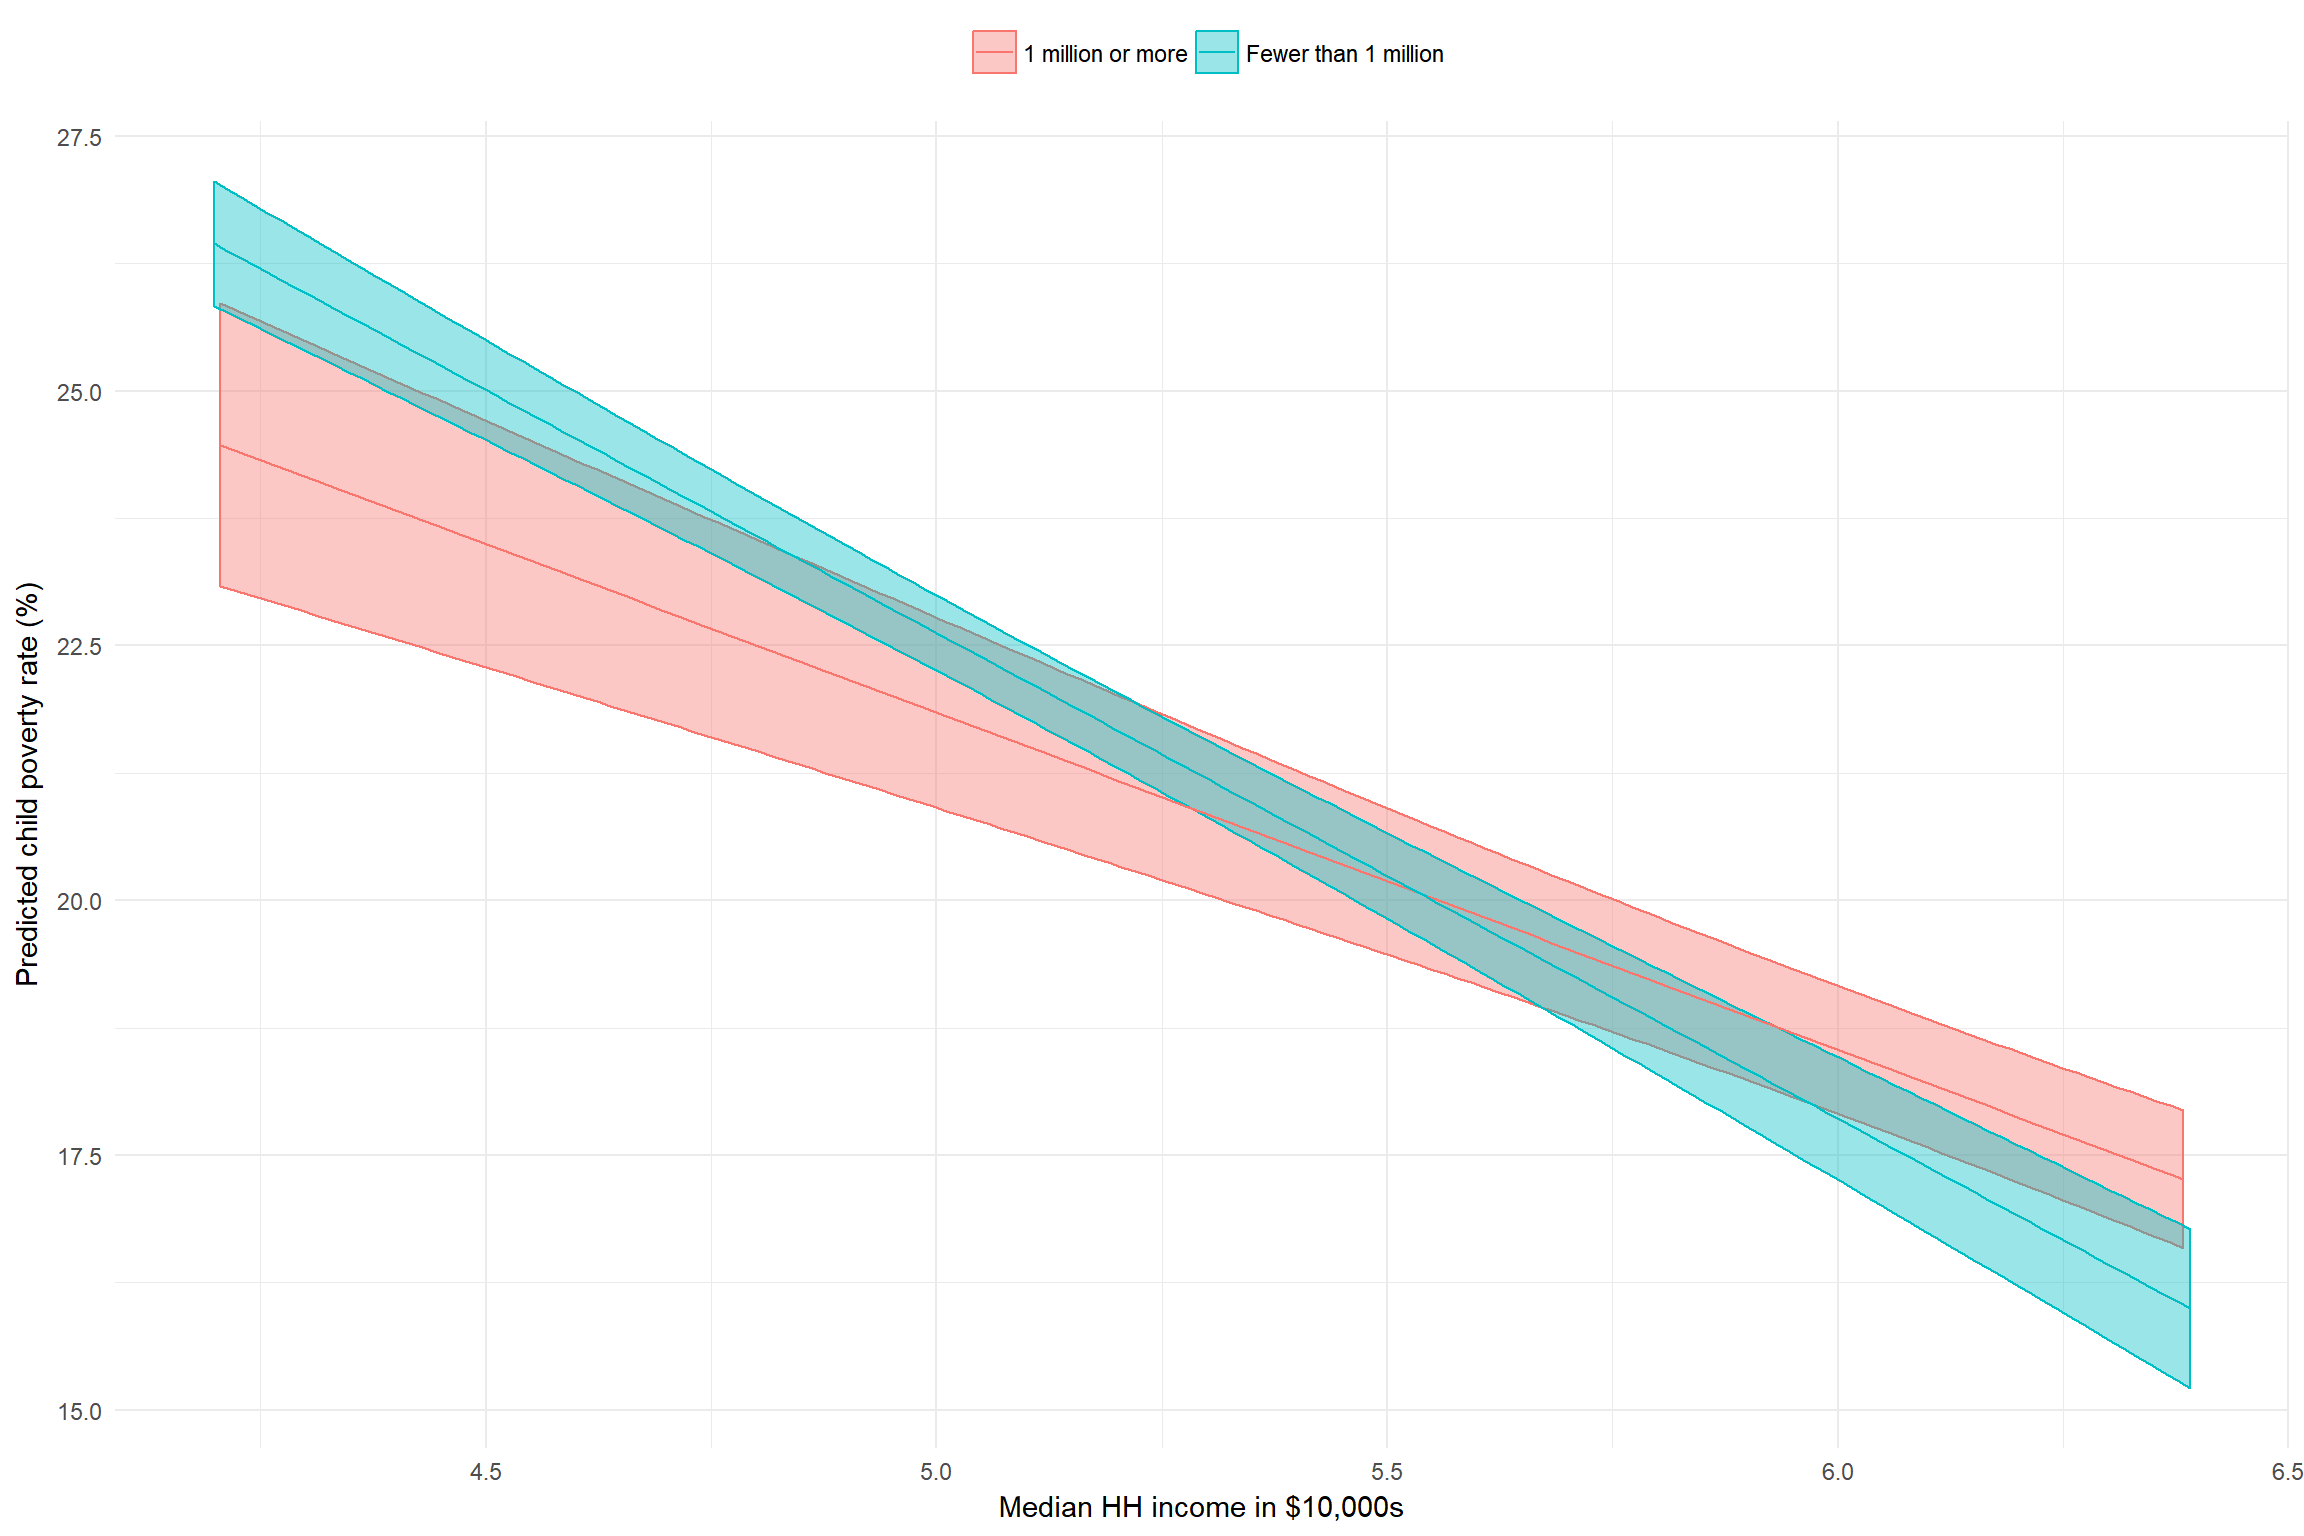 1 million or more Fewer than 1 million
27.5
25.0
22.5
20.0
17.5
15.0
Predicted child poverty rate (%)
4.5 5.0 5.5 6.0 6.5
Median HH income in $10,000s